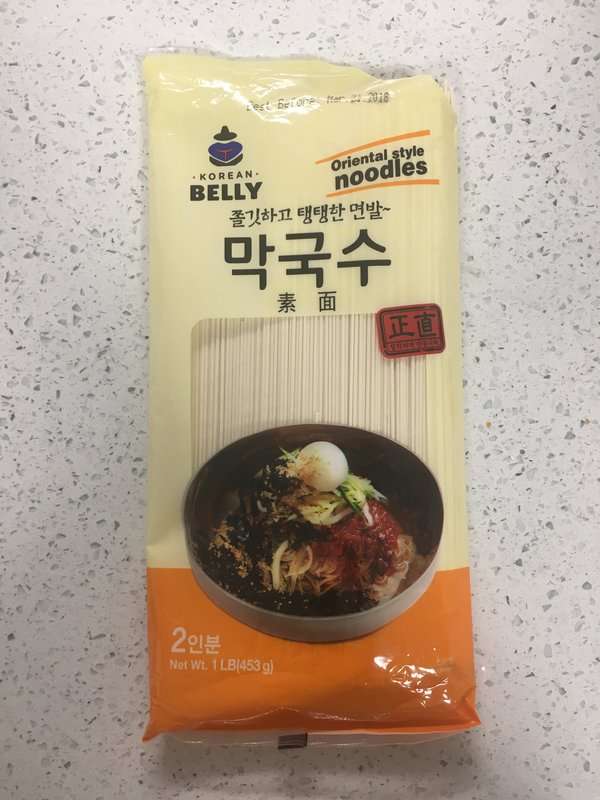 Best Before: Mar. 21.2018
· KOREAN ·
BELLY
Oriental style
noodles
쫄깃하고 탱탱한 면발~
막국수
素面
正直
2인분
Net Wt. 1 LB(453 g)